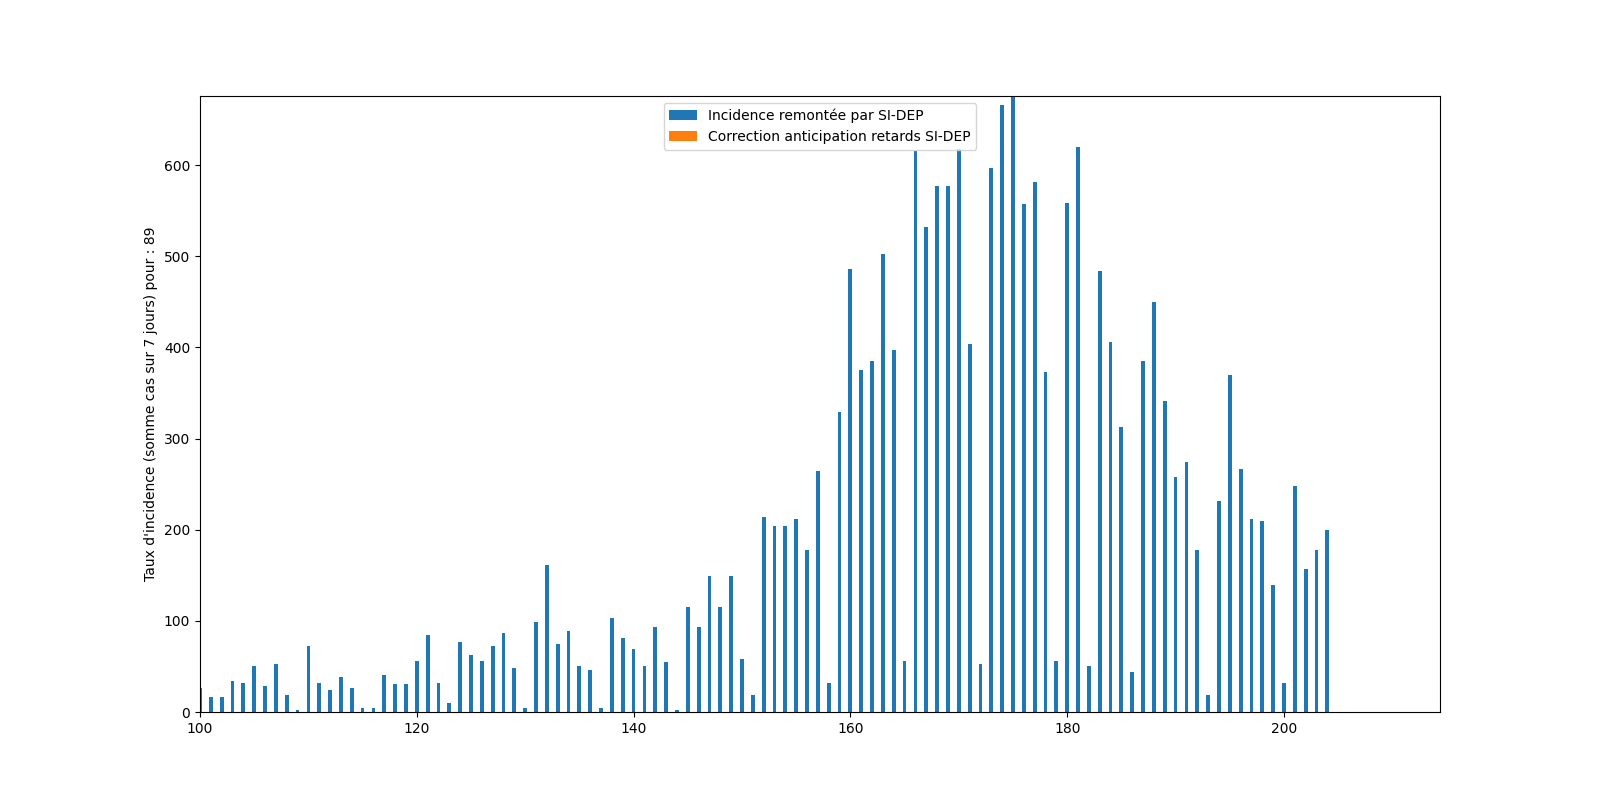 Incidence remontée par SI-DEP
Correction anticipation retards SI-DEP
Taux d'incidence (somme cas sur 7 jours) pour : 89
600
500
400
300
200
100
0
100 120 140 160 180 200